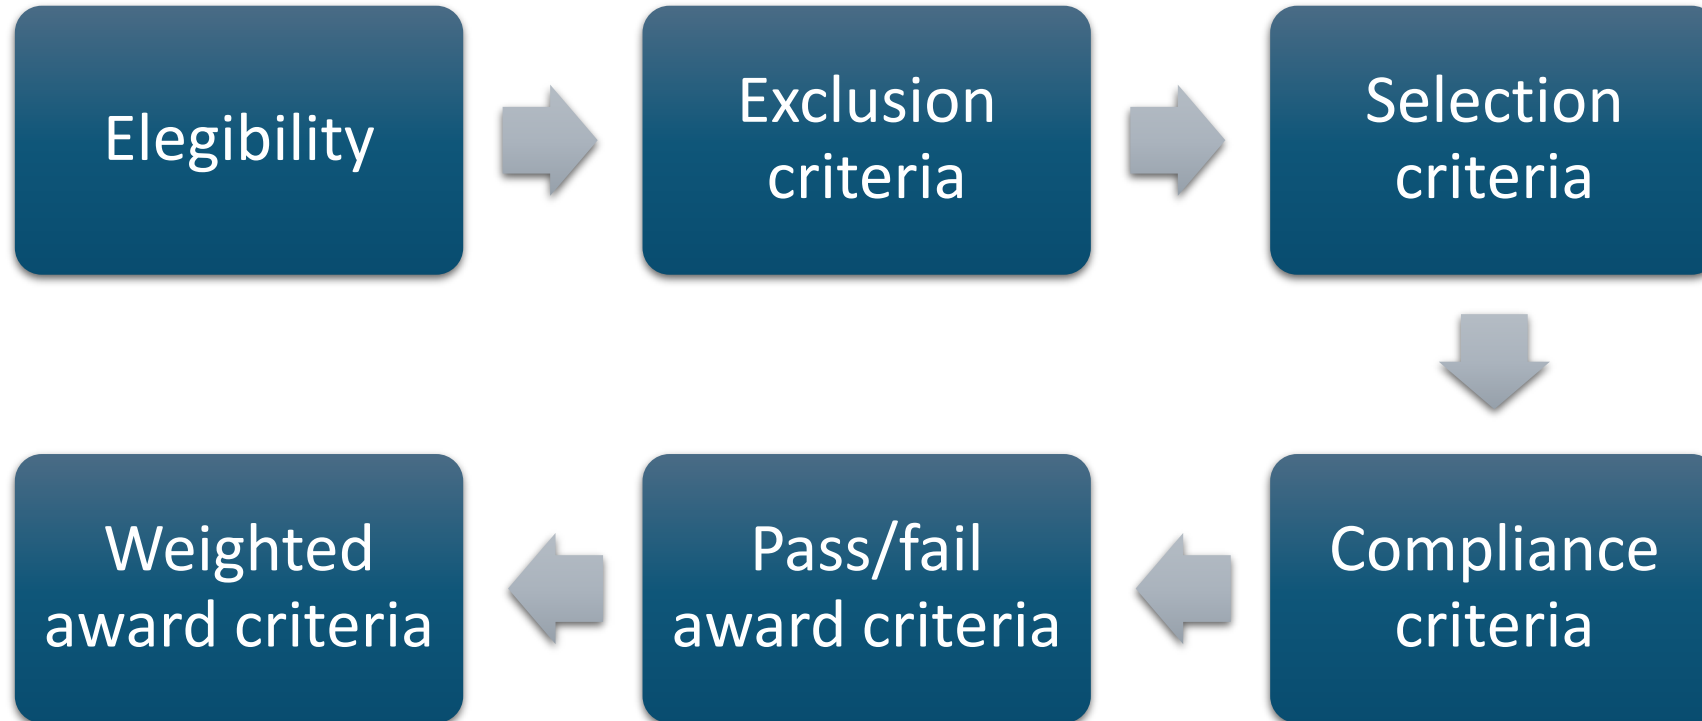 Elegibility
Exclusion
criteria
Selection
criteria
Weighted
award criteria
Pass/fail
award criteria
Compliance
criteria